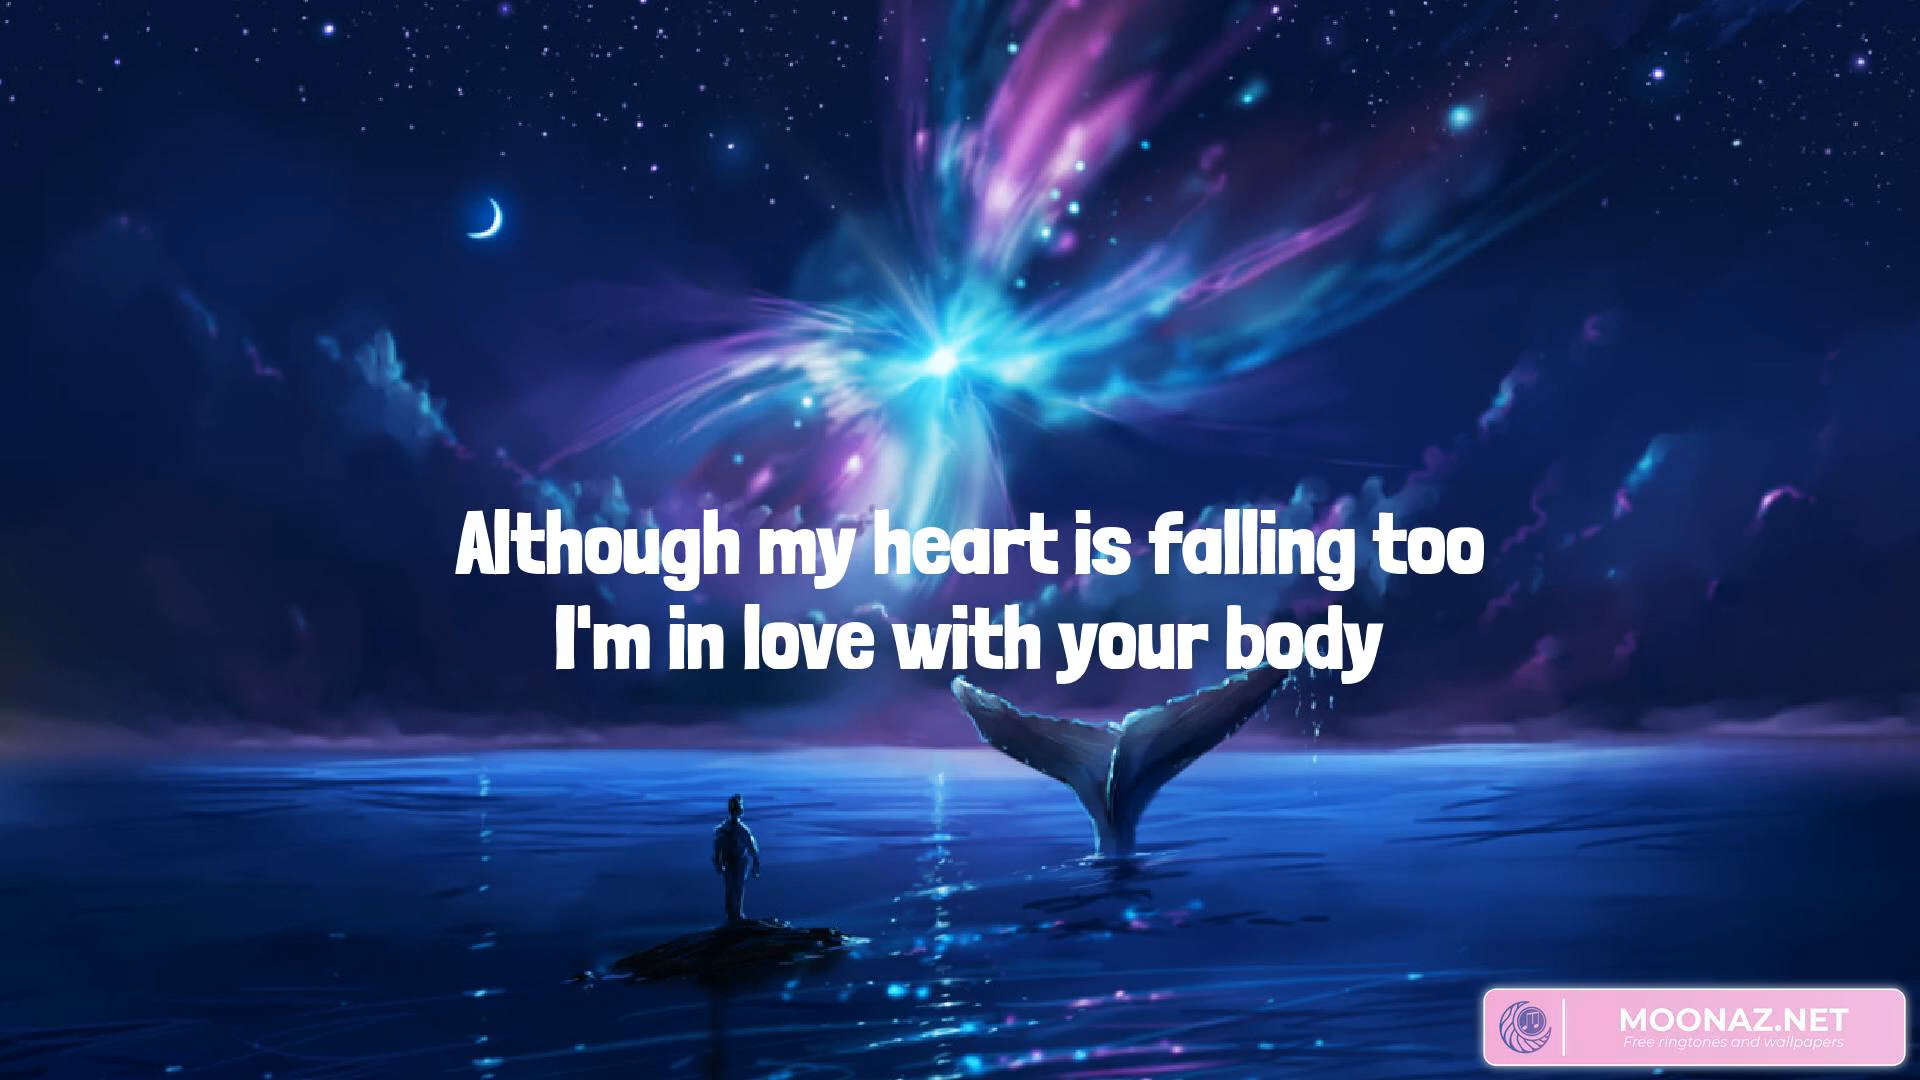 Although my heart is falling too
I'm in love with your body
MOONAZ.NET
Free ringtones and wallpapers